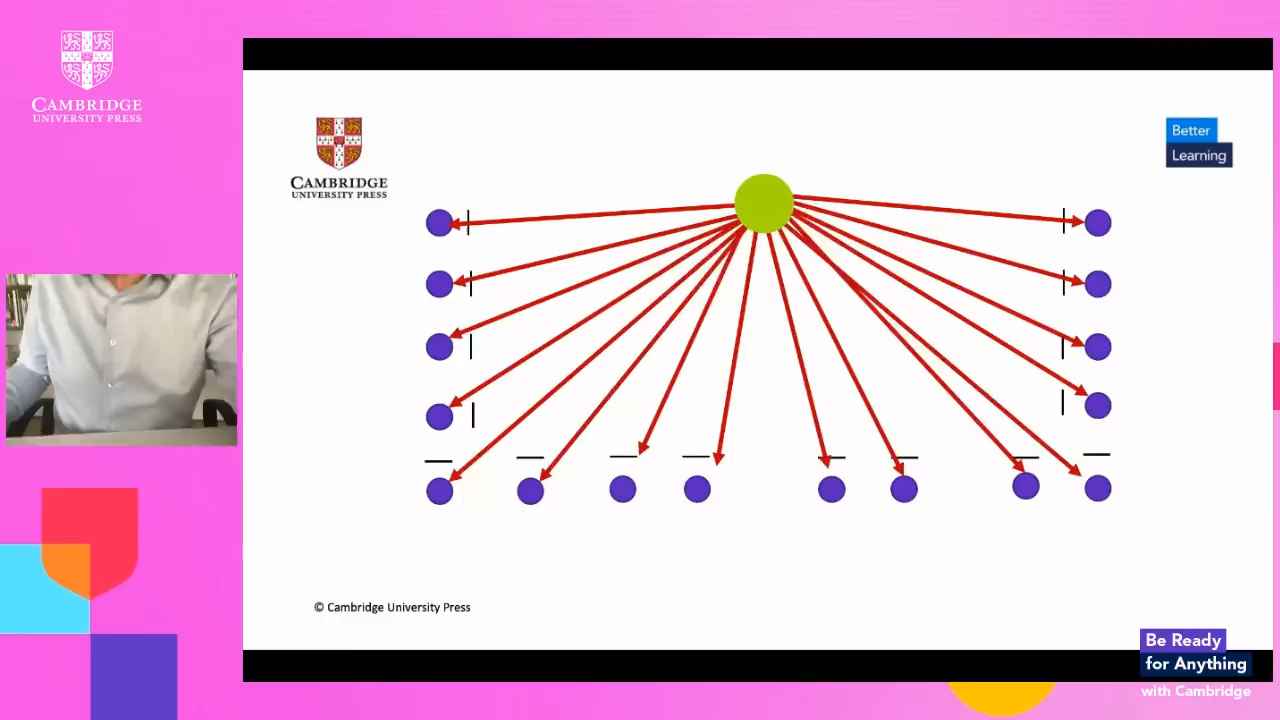 CAMBRIDGE
UNIVERSITY PRESS
CAMBRIDGE
UNIVERSITY PRESS
Better
Learning
© Cambridge University Press
Be Ready
for Anything
with Cambridge